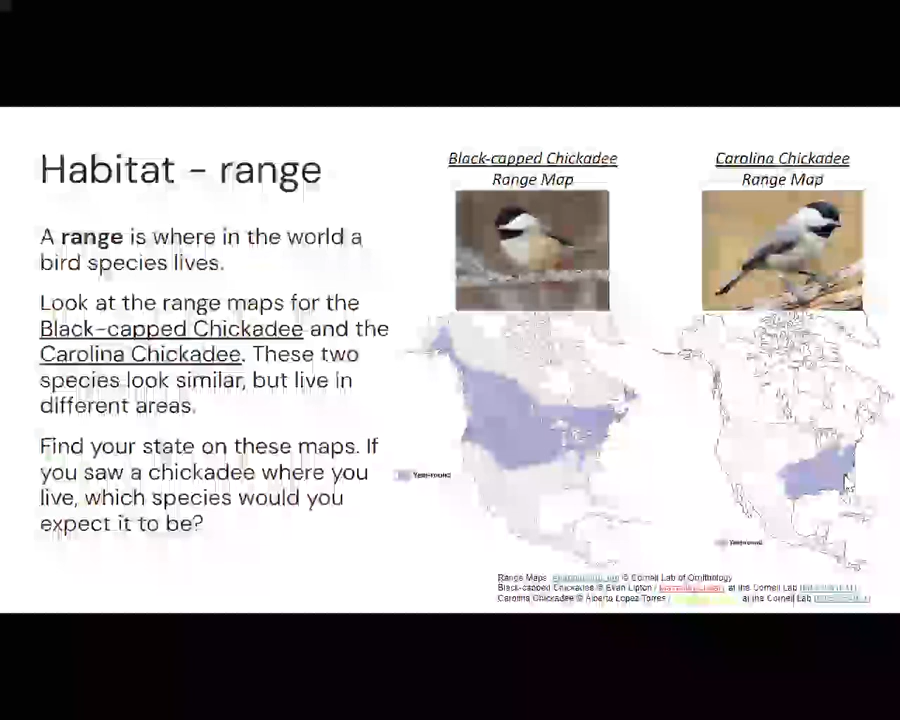 Habitat - range
A range is where in the world a
bird species lives.
Look at the range maps for the
Black-capped Chickadee and the
Carolina Chickadee. These two
species look similar, but live in
different areas.
Find your state on these maps. If
you saw a chickadee where you
live, which species would you
expect it to be?
Black-capped Chickadee
Range Map
Carolina Chickadee
Range Map
Year-round
Year-round
Range Maps © Cornell Lab of Ornithology
Black-capped Chickadee © Evan Lipton / at the Cornell Lab
Carolina Chickadee © Alberto Lopez Torres / at the Cornell Lab